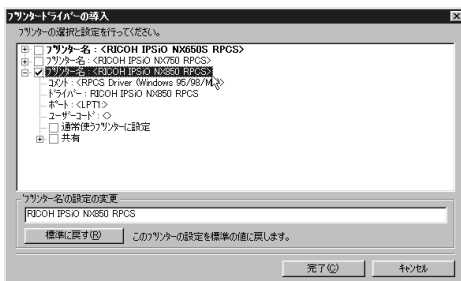 プリンタードライバーの導入
プリンターの選択と設定を行ってください。
プリンター名 : <RICOH IPSiO NX650S RPCS>
プリンター名 : <RICOH IPSiO NX750 RPCS>
プリンター名 : <RICOH IPSiO NX850 RPCS>
コメント : <RPCS Driver (Windows 95/98/M
ドライバー : RICOH IPSiO NX850 RPCS
ポート : <LPT1>
ユーザーコード : <>
通常使うプリンターに設定
共有
'プリンター名'の設定の変更
RICOH IPSiO NX850 RPCS
標準に戻す(R)
このプリンターの設定を標準の値に戻します。
完了(O)
キャンセル